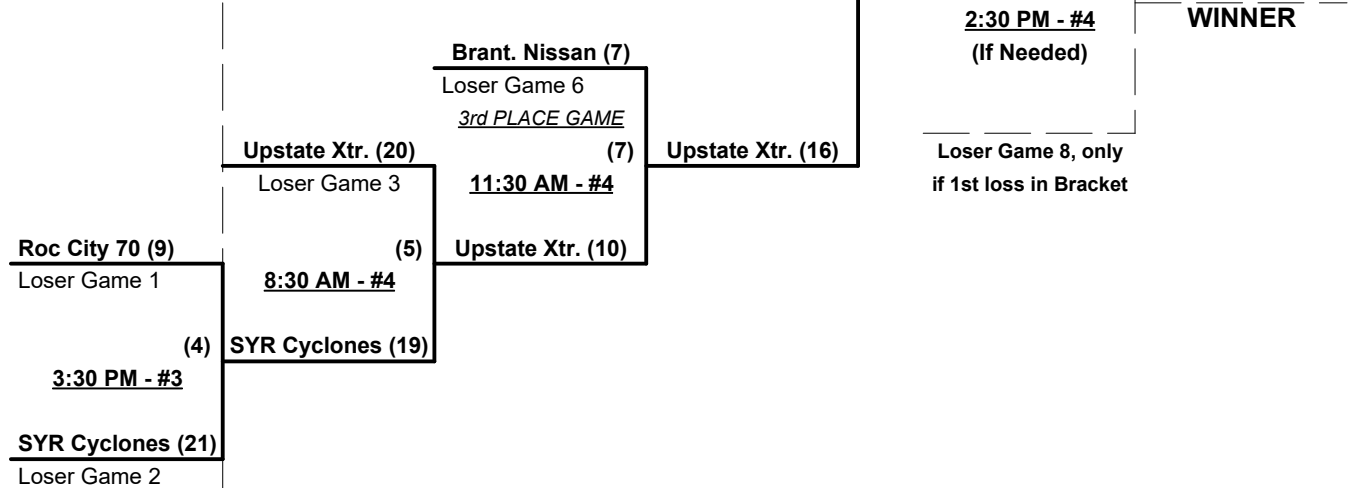 2:30 PM - #4
WINNER
(If Needed)
Brant. Nissan (7)
Loser Game 6
3rd PLACE GAME
Upstate Xtr. (20)
(7)
Upstate Xtr. (16)
Loser Game 8, only
Loser Game 3
11:30 AM - #4
if 1st loss in Bracket
Roc City 70 (9)
(5)
Upstate Xtr. (10)
Loser Game 1
8:30 AM - #4
(4)
SYR Cyclones (19)
3:30 PM - #3
SYR Cyclones (21)
Loser Game 2